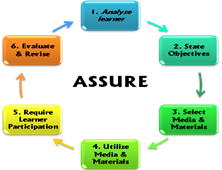 1. Analyze
learner
2. State
Objectives
3. Select
Media &
Materials
4. Utilize
Media &
Materials
5. Require
Learner
Participation
6. Evaluate
& Revise
ASSURE